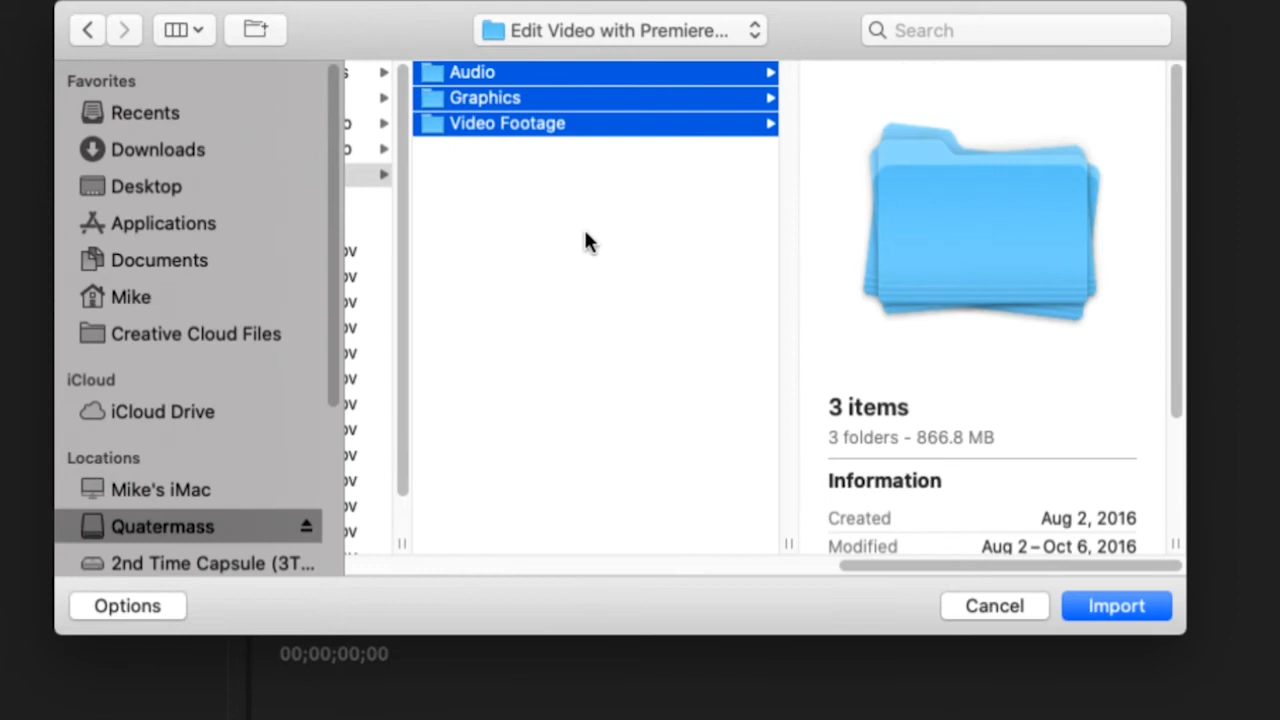 Edit Video with Premiere...
Search
Favorites
Recents
Downloads
Desktop
Applications
Documents
Mike
Creative Cloud Files
iCloud
iCloud Drive
Locations
Mike's iMac
Quatermass
2nd Time Capsule (3T...
Audio
Graphics
Video Footage
3 items
3 folders - 866.8 MB
Information
Created Aug 2, 2016
Modified Aug 2 – Oct 6, 2016
Options
Cancel
Import
00;00;00;00